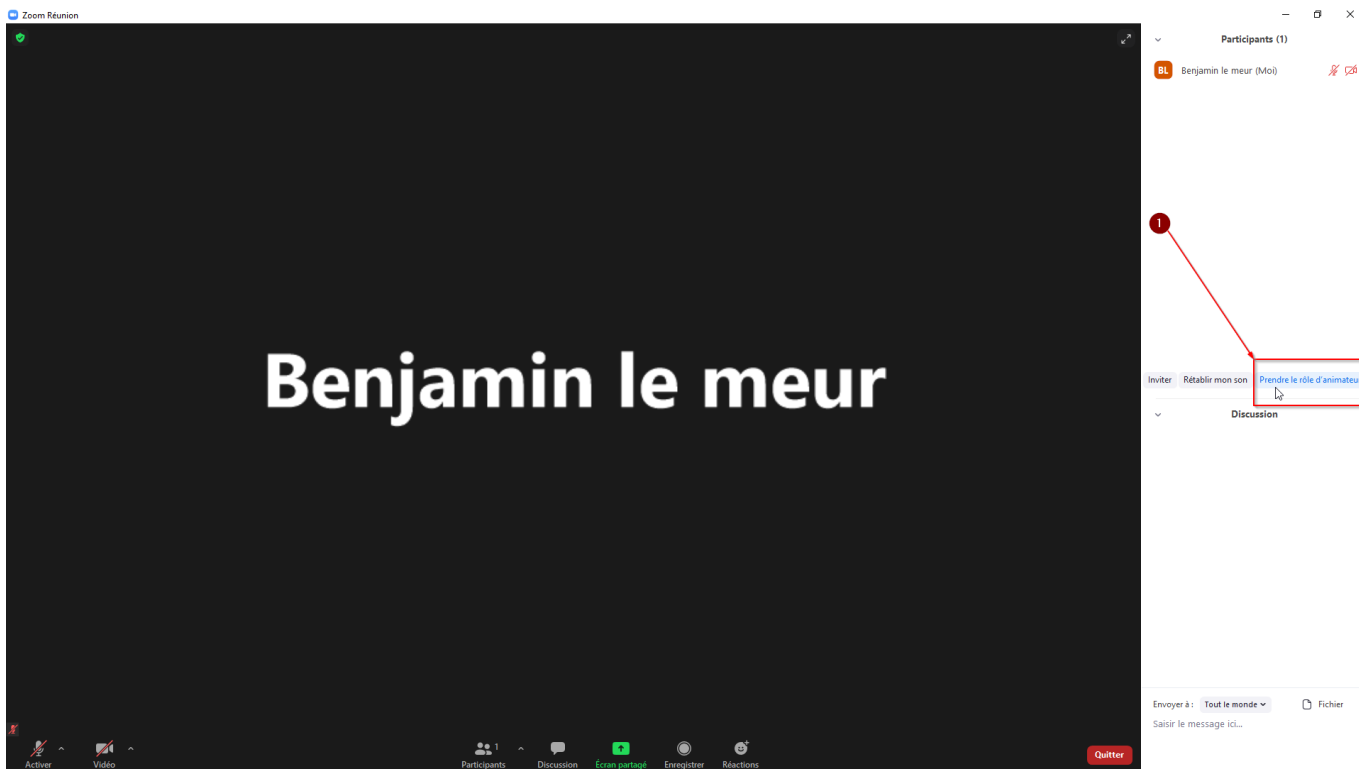 Zoom Réunion
Participants (1)
BL Benjamin le meur (Moi)
1
Benjamin le meur
Inviter Rétablir mon son Prendre le rôle d'animateu
Discussion
Envoyer à : Tout le monde Fichier
Saisir le message ici...
1
Activer Vidéo Participants Discussion Écran partagé Enregistrer Réactions
Quitter